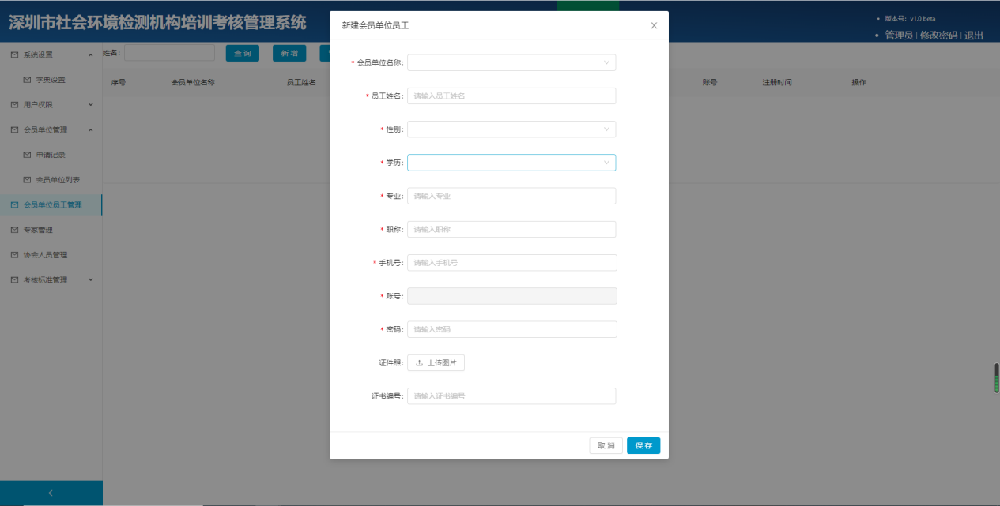 深圳市社会环境检测机构培训考核管理系统
• 版本号：v1.0 beta
• 管理员 | 修改密码 | 退出
系统设置
字典设置
用户权限
会员单位管理
申请记录
会员单位列表
会员单位员工管理
专家管理
协会人员管理
考核标准管理
姓名:
查 询
新 增
序号 会员单位名称 员工姓名 账号 注册时间 操作
新建会员单位员工
* 会员单位名称:
* 员工姓名: 请输入员工姓名
* 性别:
* 学历:
* 专业: 请输入专业
* 职称: 请输入职称
* 手机号: 请输入手机号
* 账号:
* 密码: 请输入密码
证件照: 上传图片
证书编号: 请输入证书编号
取 消
保 存